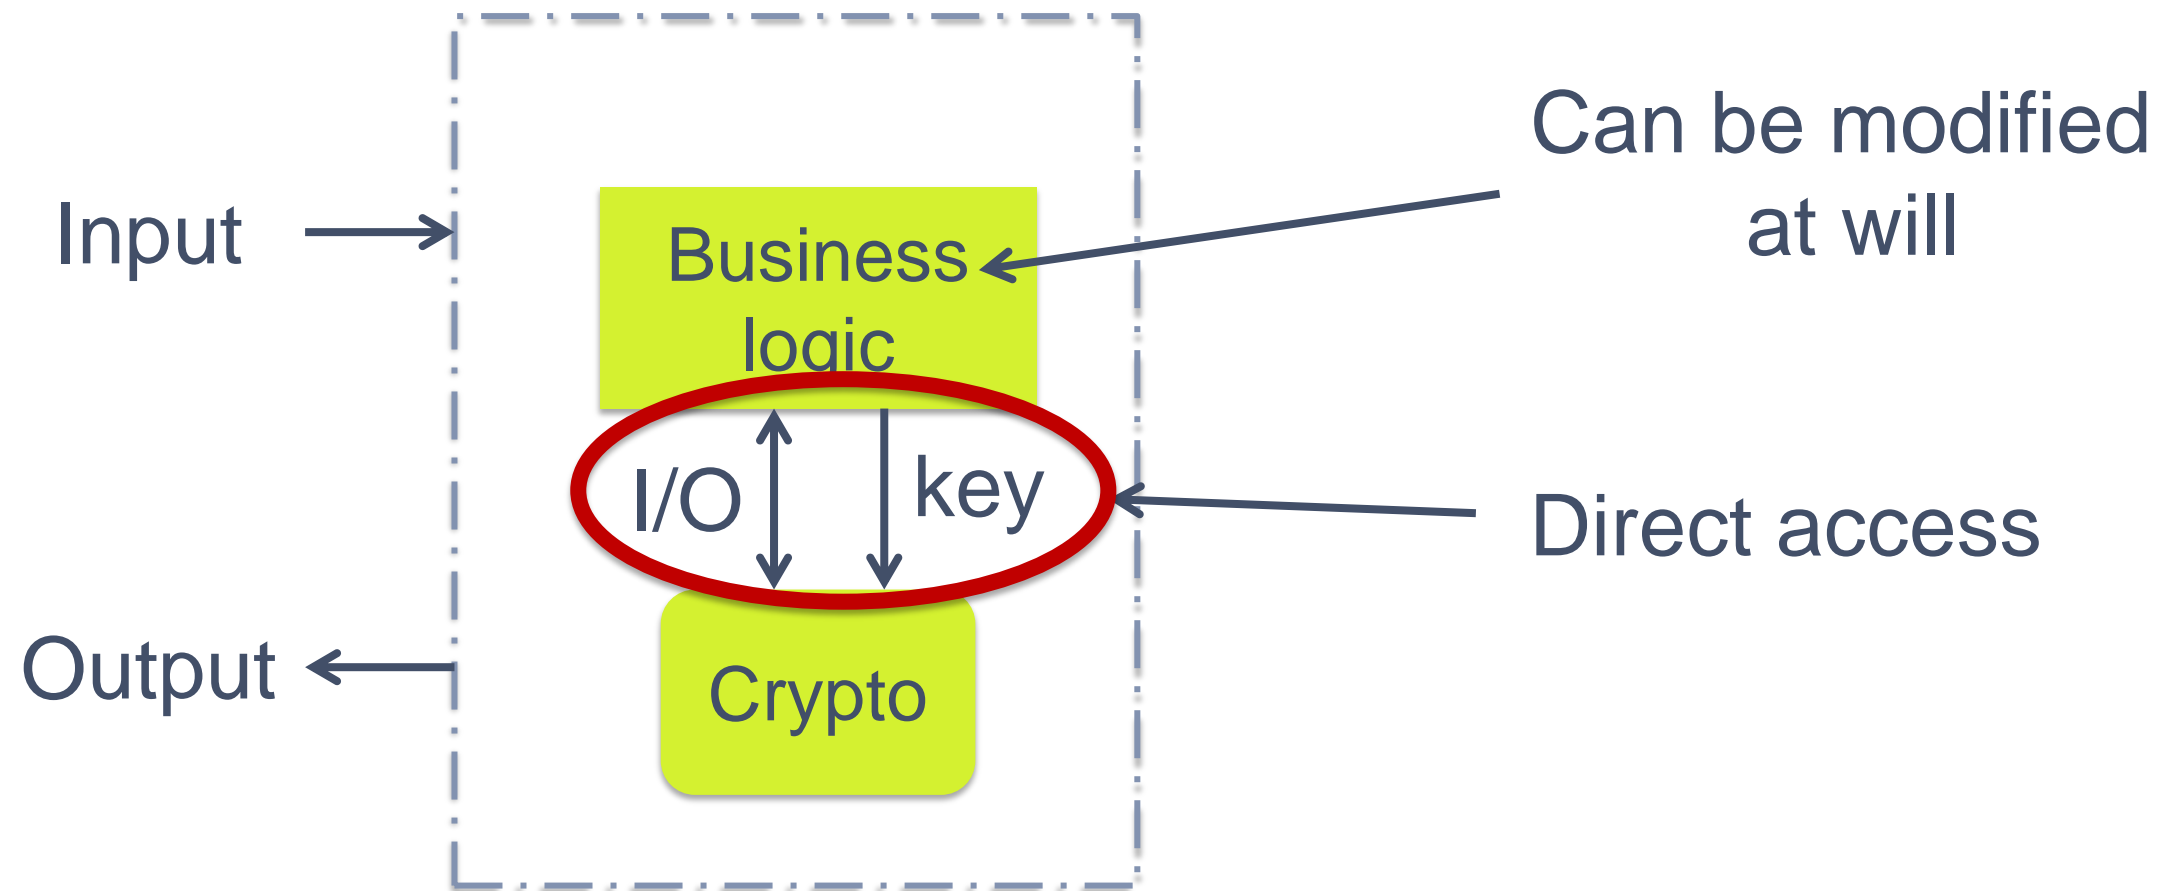 Input
Output
Business
logic
I/O
key
Crypto
Can be modified
at will
Direct access